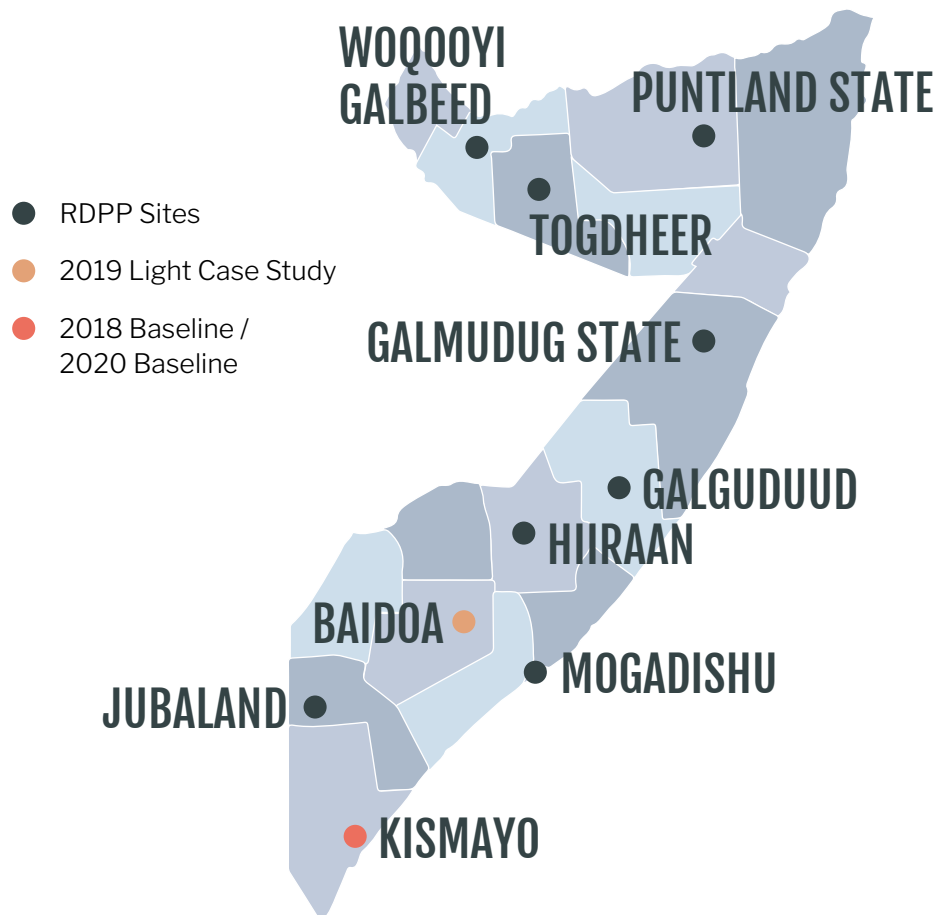 WOQOOYI
GALBEED
PUNTLAND STATE
RDPP Sites
TOGDHEER
2019 Light Case Study
2018 Baseline /
2020 Baseline
GALMUDUG STATE
GALGUDUUD
HIIRAAN
BAIDOA
MOGADISHU
JUBALAND
KISMAYO